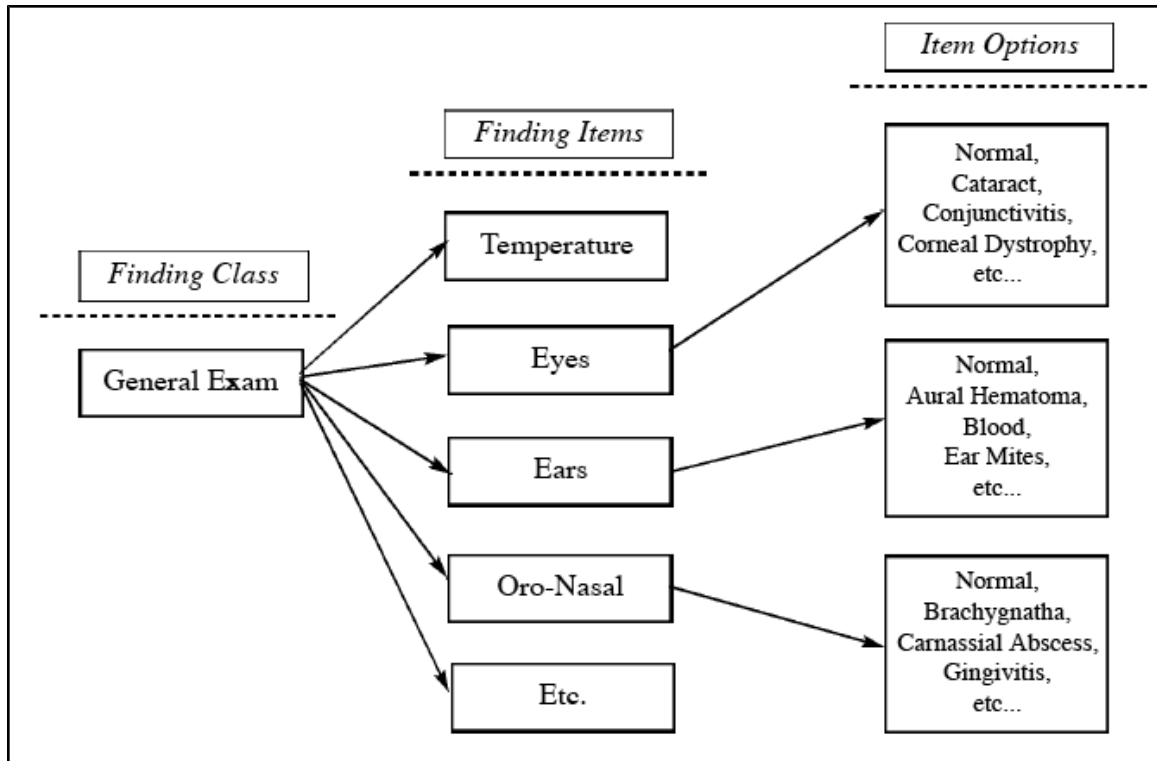 Finding Class
General Exam
Finding Items
Temperature
Eyes
Ears
Oro-Nasal
Etc.
Item Options
Normal,
Cataract,
Conjunctivitis,
Corneal Dystrophy,
etc...
Normal,
Aural Hematoma,
Blood,
Ear Mites,
etc...
Normal,
Brachygnatha,
Carnassial Abscess,
Gingivitis,
etc...